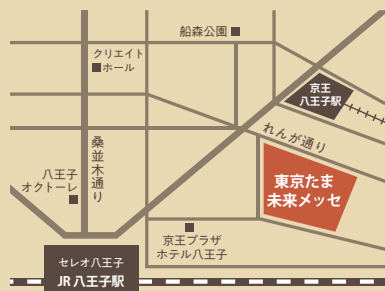 船森公園
クリエイト
ホール
京王
八王子駅
れんが通り
桑並木通り
八王子
オクトーレ
東京たま
未来メッセ
京王プラザ
ホテル八王子
セレオ八王子
JR 八王子駅